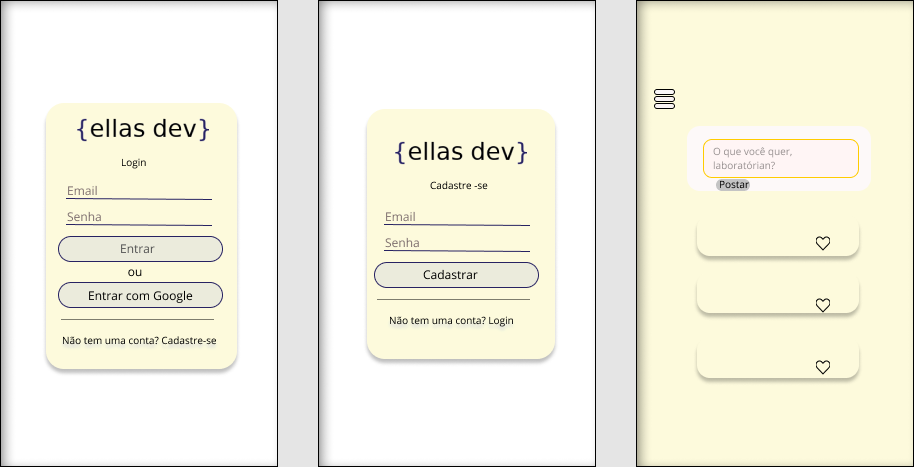 {ellas dev}
Login
Email
Senha
Entrar
ou
Entrar com Google
Não tem uma conta? Cadastre-se
{ellas dev}
Cadastre -se
Email
Senha
Cadastrar
Não tem uma conta? Login
O que você quer,
laboratórian?
Postar